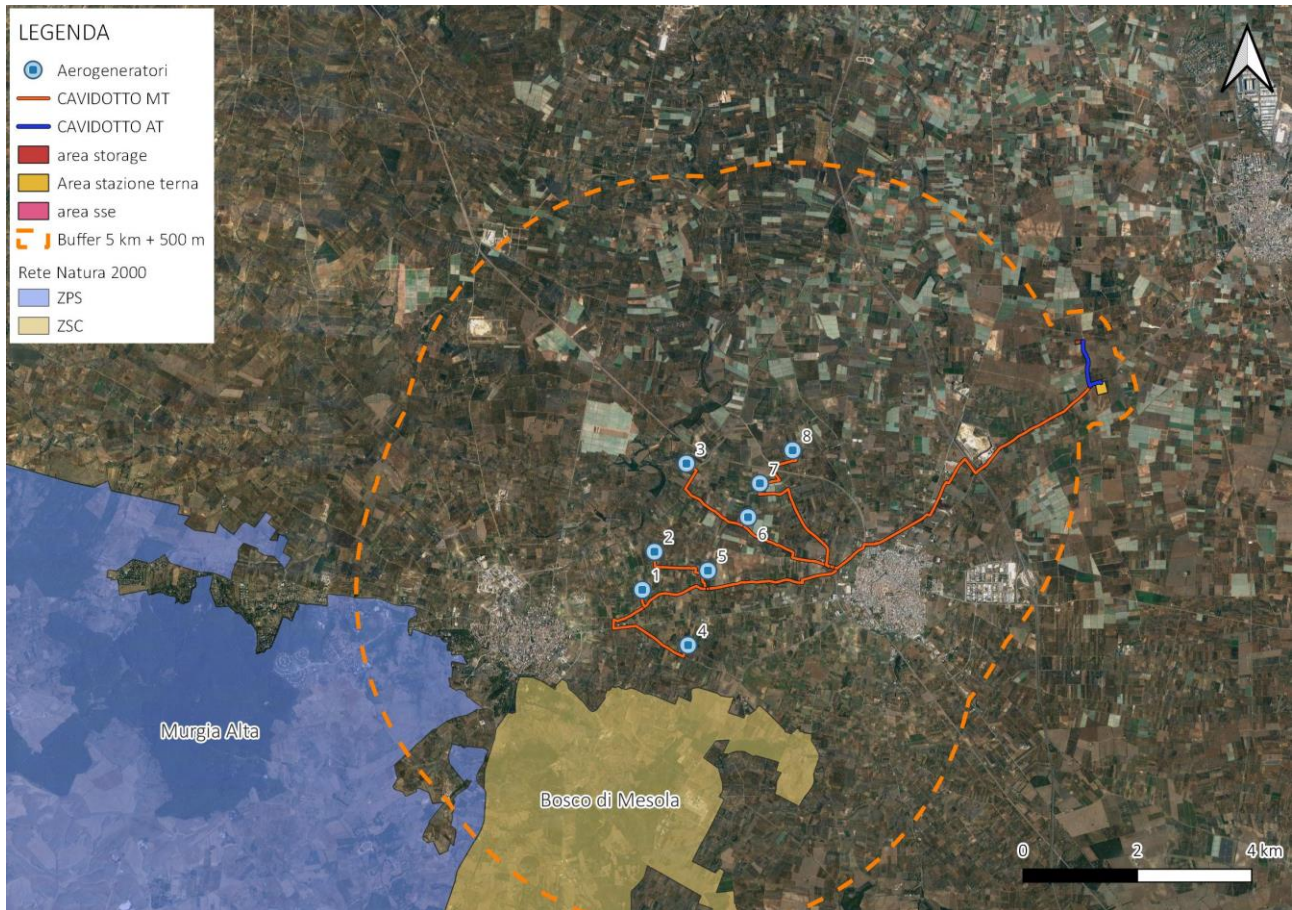 LEGENDA
Aerogeneratori
CAVIDOTTO MT
CAVIDOTTO AT
area storage
Area stazione terna
area sse
Buffer 5 km + 500 m
Rete Natura 2000
ZPS
ZSC
8
3
7
6
2
5
1
4
Murgia Alta
Bosco di Mesola
0 2 4 km